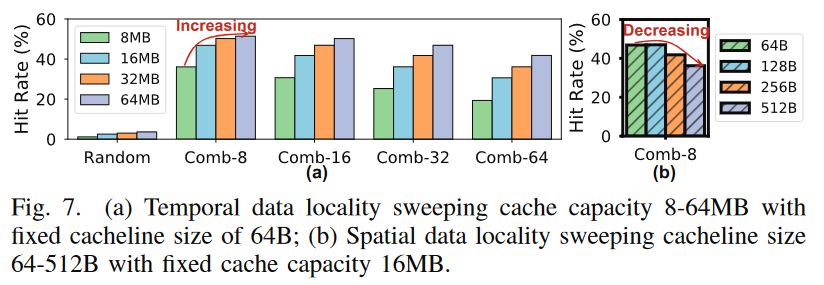 60
40
20
0
Hit Rate (%)
8MB
16MB
32MB
64MB
Increasing
Random
Comb-8
Comb-16
Comb-32
Comb-64
(a)
60
40
20
0
Hit Rate (%)
Decreasing
Comb-8
(b)
64B
128B
256B
512B
Fig. 7. (a) Temporal data locality sweeping cache capacity 8-64MB with
fixed cacheline size of 64B; (b) Spatial data locality sweeping cacheline size
64-512B with fixed cache capacity 16MB.